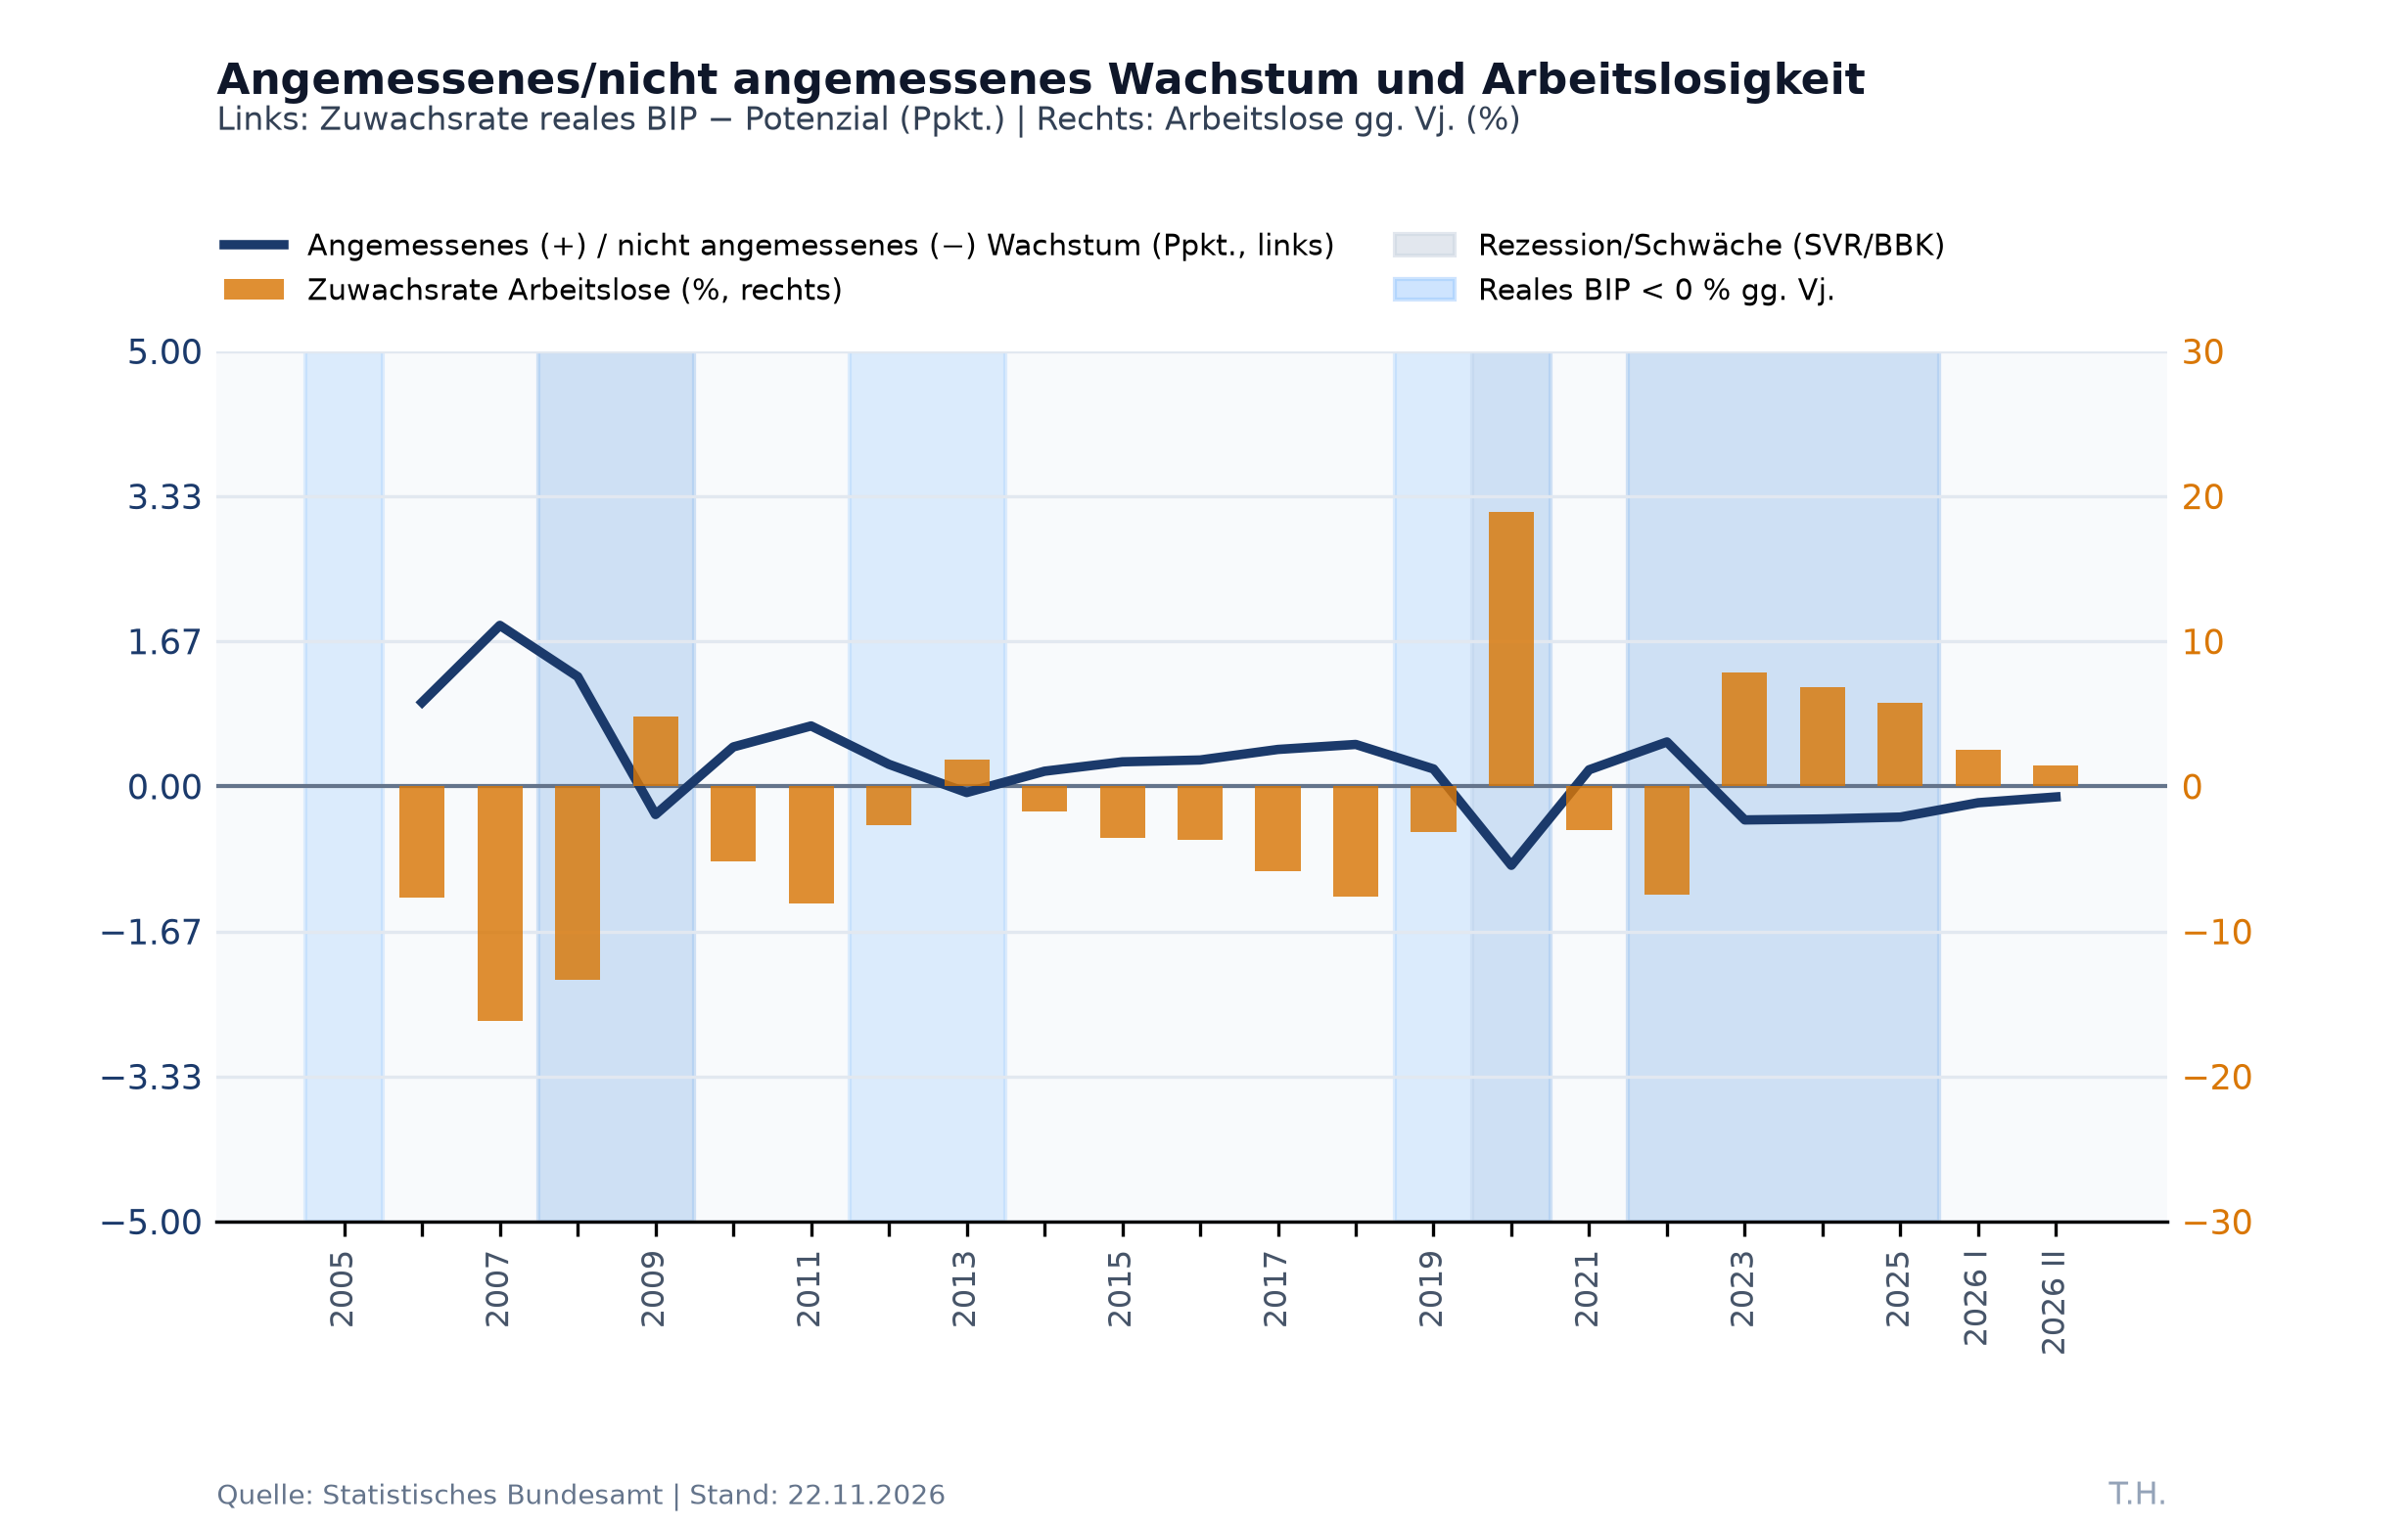 Angemessenes/nicht angemessenes Wachstum und Arbeitslosigkeit
Links: Zuwachsrate reales BIP − Potenzial (Ppkt.) | Rechts: Arbeitslose gg. Vj. (%)
Angemessenes (+) / nicht angemessenes (−) Wachstum (Ppkt., links)
Zuwachsrate Arbeitslose (%, rechts)
Rezession/Schwäche (SVR/BBK)
Reales BIP < 0 % gg. Vj.
5.00
3.33
1.67
0.00
−1.67
−3.33
−5.00
30
20
10
0
−10
−20
−30
2005
2007
2009
2011
2013
2015
2017
2019
2021
2023
2025
2026 I
2026 II
Quelle: Statistisches Bundesamt | Stand: 22.11.2026
T.H.